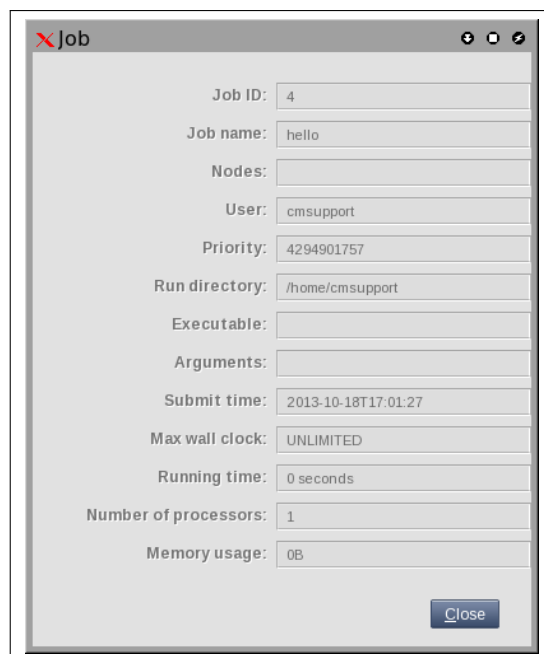 Job
Job ID: 4
Job name: hello
Nodes:
User: cmsupport
Priority: 4294901757
Run directory: /home/cmsupport
Executable:
Arguments:
Submit time: 2013-10-18T17:01:27
Max wall clock: UNLIMITED
Running time: 0 seconds
Number of processors: 1
Memory usage: 0B
Close